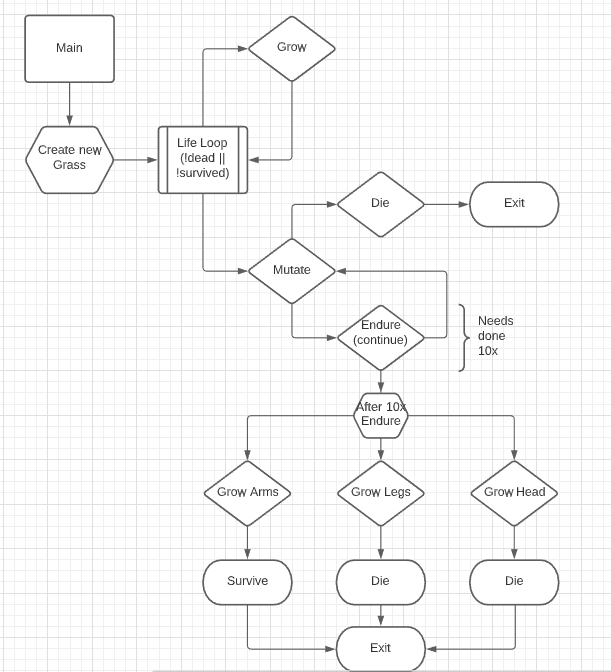 Main
Grow
Create new
Grass
Life Loop
(!dead ||
!survived)
Die
Exit
Mutate
Endure
(continue)
Needs
done
10x
After 10x
Endure
Grow Arms
Grow Legs
Grow Head
Survive
Die
Die
Exit